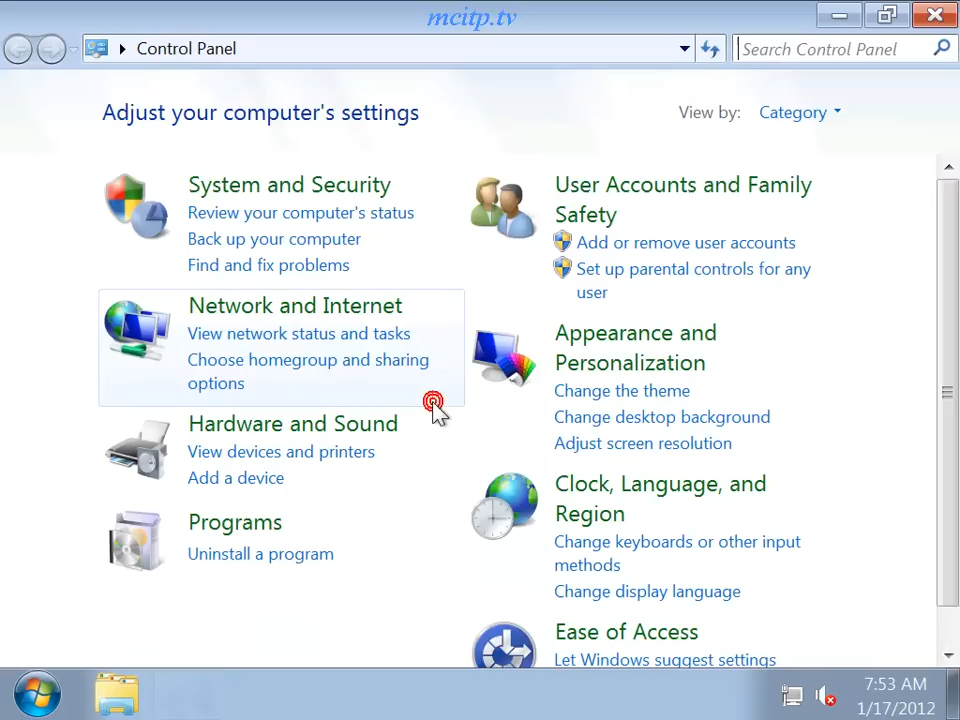 mcitp.tv
Control Panel
Search Control Panel
Adjust your computer's settings
View by: Category
System and Security
Review your computer's status
Back up your computer
Find and fix problems
Network and Internet
View network status and tasks
Choose homegroup and sharing
options
Hardware and Sound
View devices and printers
Add a device
Programs
Uninstall a program
User Accounts and Family
Safety
Add or remove user accounts
Set up parental controls for any
user
Appearance and
Personalization
Change the theme
Change desktop background
Adjust screen resolution
Clock, Language, and
Region
Change keyboards or other input
methods
Change display language
Ease of Access
Let Windows suggest settings
7:53 AM
1/17/2012